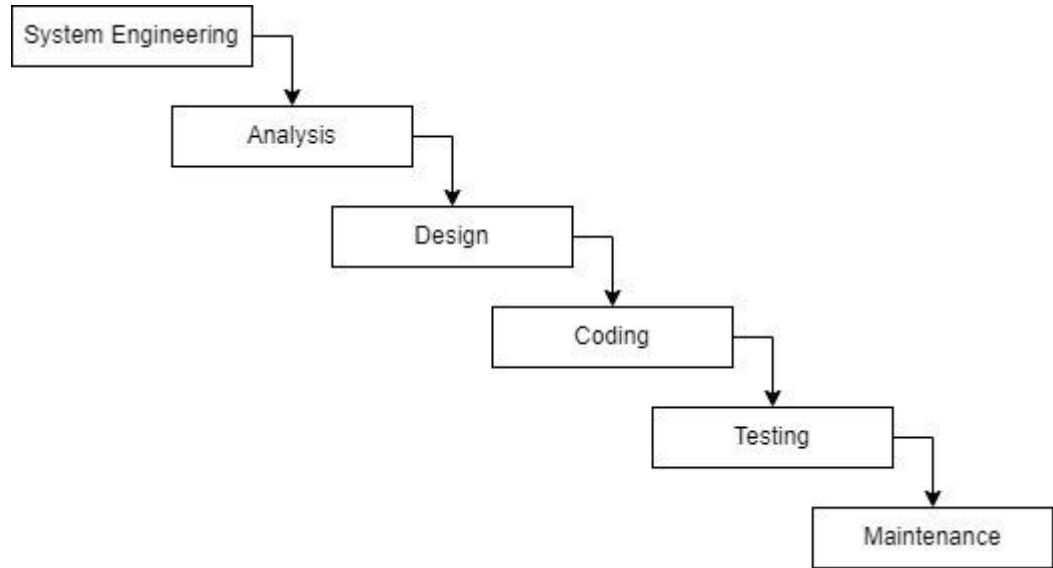 System Engineering
Analysis
Design
Coding
Testing
Maintenance